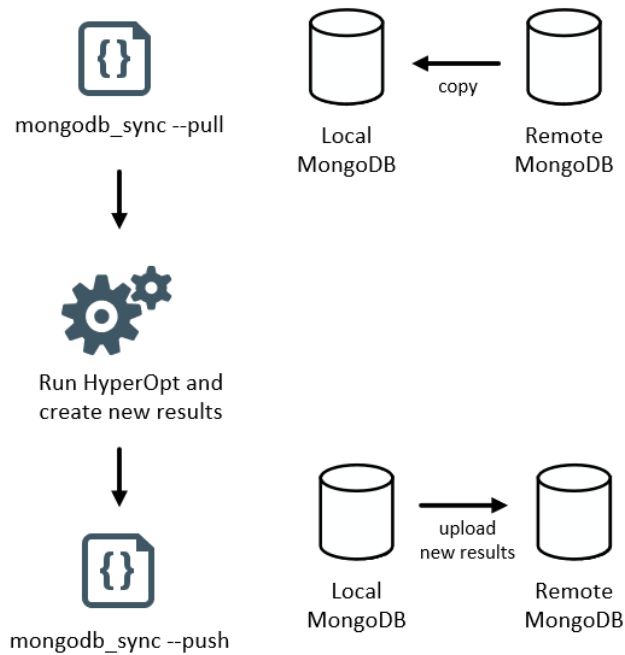 { }
mongodb_sync --pull
copy
Local
MongoDB
Remote
MongoDB
Run HyperOpt and
create new results
{ }
mongodb_sync --push
upload
new results
Local
MongoDB
Remote
MongoDB